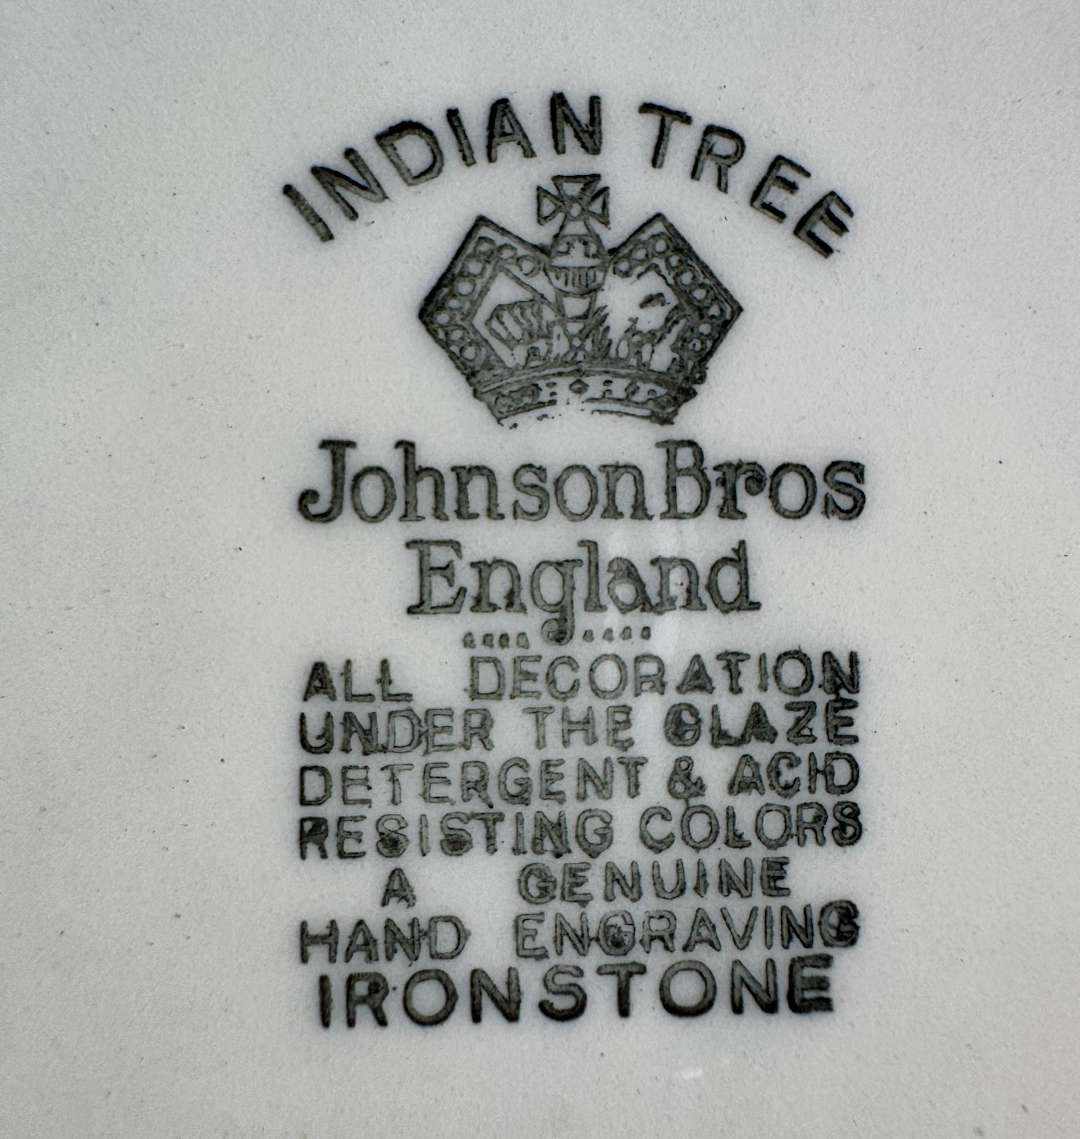 INDIAN TREE
Johnson Bros
England
ALL DECORATION
UNDER THE GLAZE
DETERGENT & ACID
RESISTING COLORS
A GENUINE
HAND ENGRAVING
IRONSTONE